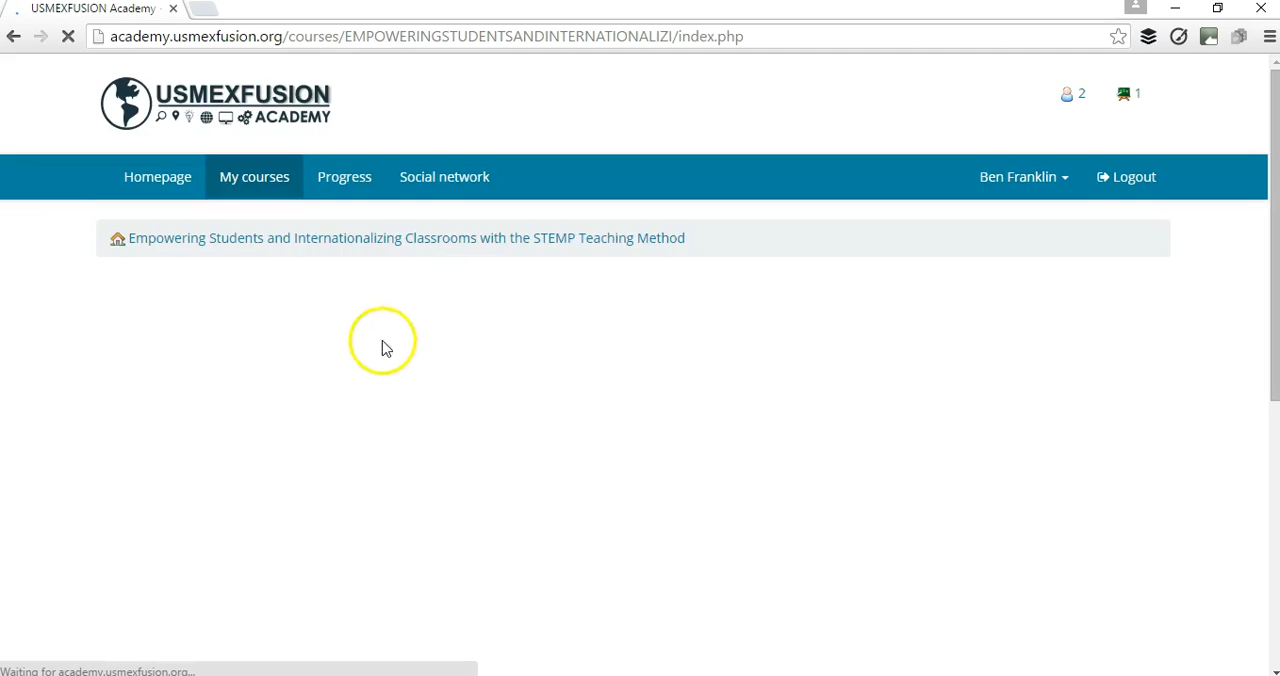 USMEXFUSION Academy
academy.usmexfusion.org/courses/EMPOWERINGSTUDENTSANDINTERNATIONALIZI/index.php
USMEXFUSION
ACADEMY
2 1
Homepage My courses Progress Social network Ben Franklin Logout
Empowering Students and Internationalizing Classrooms with the STEMP Teaching Method
Waiting for academy.usmexfusion.org...